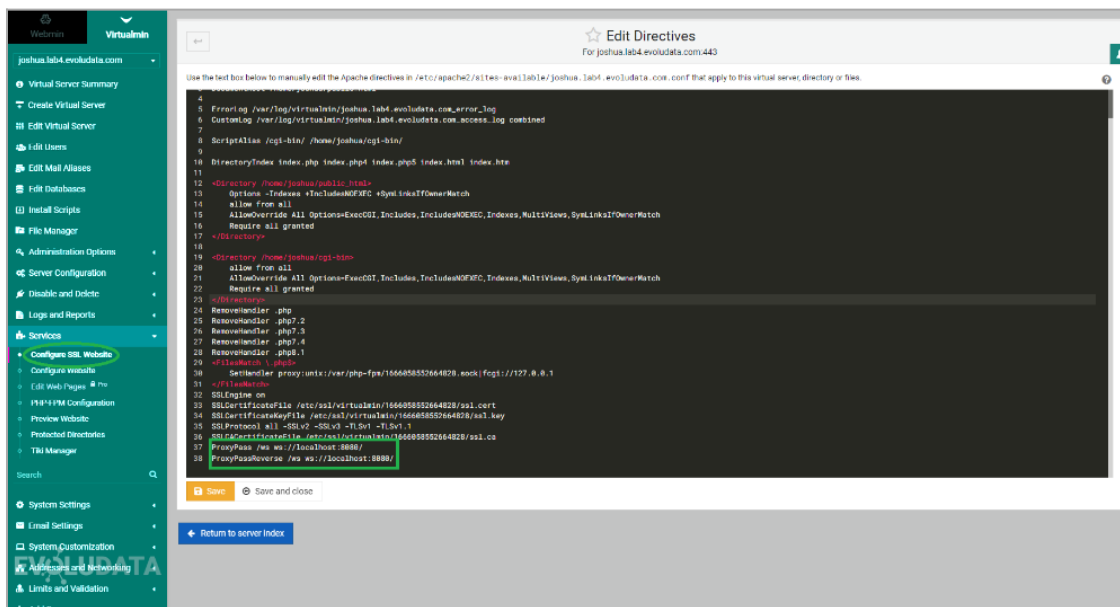 Webmin
Virtualmin
joshua.lab4.evoludata.com
Virtual Server Summary
Create Virtual Server
Edit Virtual Server
Edit Users
Edit Mail Aliases
Edit Databases
Install Scripts
File Manager
Administration Options
Server Configuration
Disable and Delete
Logs and Reports
Services
Configure SSL Website
Configure Website
Edit Web Pages Pro
PHP-FPM Configuration
Preview Website
Protected Directories
Tiki Manager
Search
System Settings
Email Settings
System Customization
Addresses and Networking
Limits and Validation
EVOLUDATA
Edit Directives
For joshua.lab4.evoludata.com:443
Use the text box below to manually edit the Apache directives in /etc/apache2/sites-available/joshua.lab4.evoludata.com.conf that apply to this virtual server, directory or files.
4
5 ErrorLog /var/log/virtualmin/joshua.lab4.evoludata.com_error_log
6 CustomLog /var/log/virtualmin/joshua.lab4.evoludata.com_access_log combined
7
8 ScriptAlias /cgi-bin/ /home/joshua/cgi-bin/
9
10 DirectoryIndex index.php index.php4 index.php5 index.html index.htm
11
12 <Directory /home/joshua/public_html>
13 Options -Indexes +IncludesNOEXEC +SymLinksIfOwnerMatch
14 allow from all
15 AllowOverride All Options=ExecCGI,Includes,IncludesNOEXEC,Indexes,MultiViews,SymLinksIfOwnerMatch
16 Require all granted
17 </Directory>
18
19 <Directory /home/joshua/cgi-bin>
20 allow from all
21 AllowOverride All Options=ExecCGI,Includes,IncludesNOEXEC,Indexes,MultiViews,SymLinksIfOwnerMatch
22 Require all granted
23 </Directory>
24 RemoveHandler .php
25 RemoveHandler .php7.2
26 RemoveHandler .php7.3
27 RemoveHandler .php7.4
28 RemoveHandler .php8.1
29 <FilesMatch \.php$>
30 SetHandler proxy:unix:/var/php-fpm/1666058552664828.sock|fcgi://127.0.0.1
31 </FilesMatch>
32 SSLEngine on
33 SSLCertificateFile /etc/ssl/virtualmin/1666058552664828/ssl.cert
34 SSLCertificateKeyFile /etc/ssl/virtualmin/1666058552664828/ssl.key
35 SSLProtocol all -SSLv2 -SSLv3 -TLSv1 -TLSv1.1
36 SSLCACertificateFile /etc/ssl/virtualmin/1666058552664828/ssl.ca
37 ProxyPass /ws ws://localhost:8080/
38 ProxyPassReverse /ws ws://localhost:8080/
Save
Save and close
Return to server index